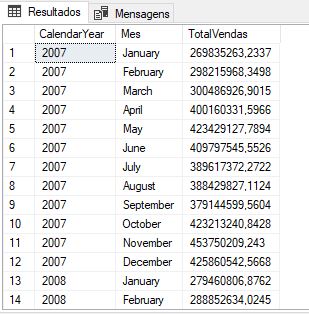 Resultados Mensagens
CalendarYear Mes TotalVendas
1 2007 January 269835263,2337
2 2007 February 298215968,3498
3 2007 March 300486926,9015
4 2007 April 400160331,5966
5 2007 May 423429127,7894
6 2007 June 409797545,5526
7 2007 July 389617372,2722
8 2007 August 388429827,1124
9 2007 September 379144599,5604
10 2007 October 423213240,8428
11 2007 November 453750209,243
12 2007 December 425860542,5668
13 2008 January 279460806,8762
14 2008 February 288852634,0245